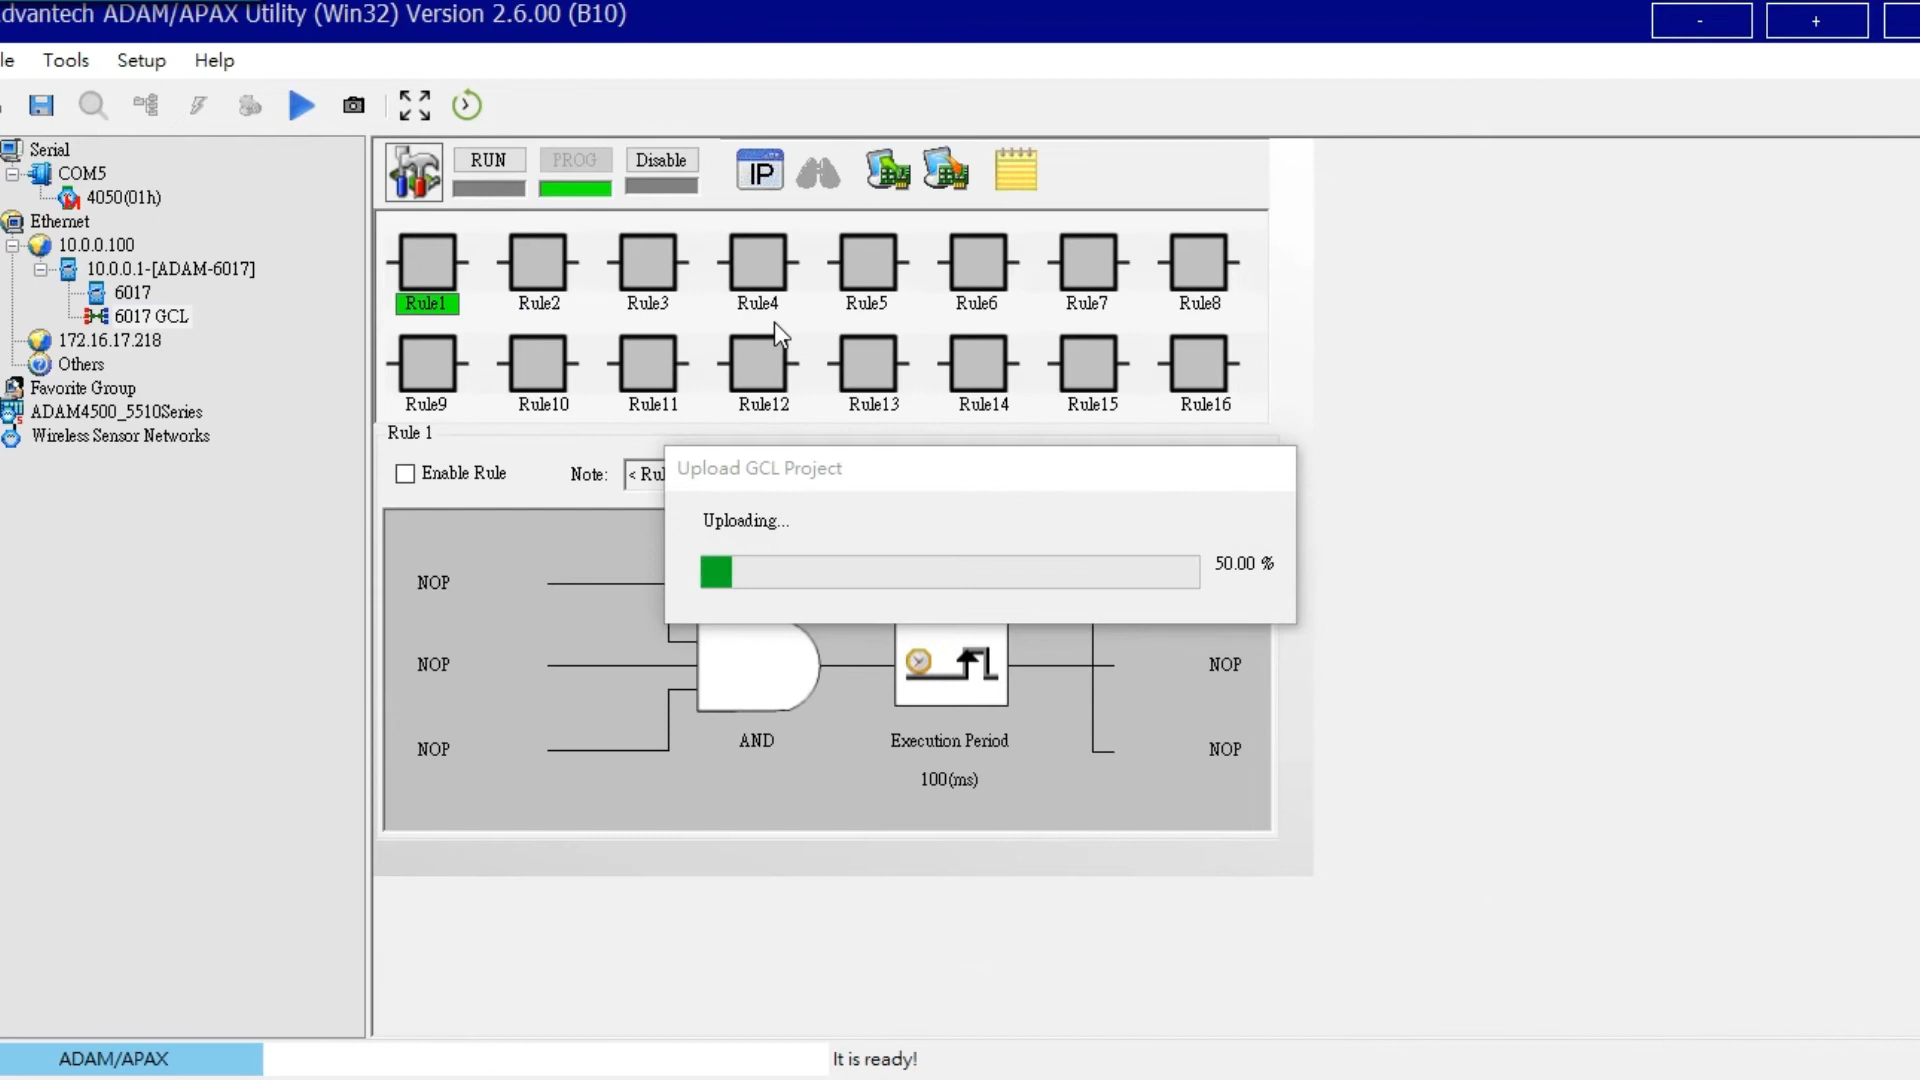 dvantech ADAM/APAX Utility (Win32) Version 2.6.00 (B10)
- +
le Tools Setup Help
Serial
COM5
4050(01h)
Ethernet
10.0.0.100
10.0.0.1-[ADAM-6017]
6017
6017 GCL
172.16.17.218
Others
Favorite Group
ADAM4500_5510Series
Wireless Sensor Networks
RUN PROG Disable
IP
Rule1 Rule2 Rule3 Rule4 Rule5 Rule6 Rule7 Rule8
Rule9 Rule10 Rule11 Rule12 Rule13 Rule14 Rule15 Rule16
Rule 1
Enable Rule Note: < Rul
Upload GCL Project
Uploading...
50.00 %
NOP
NOP NOP
NOP NOP
AND Execution Period
100(ms)
ADAM/APAX It is ready!